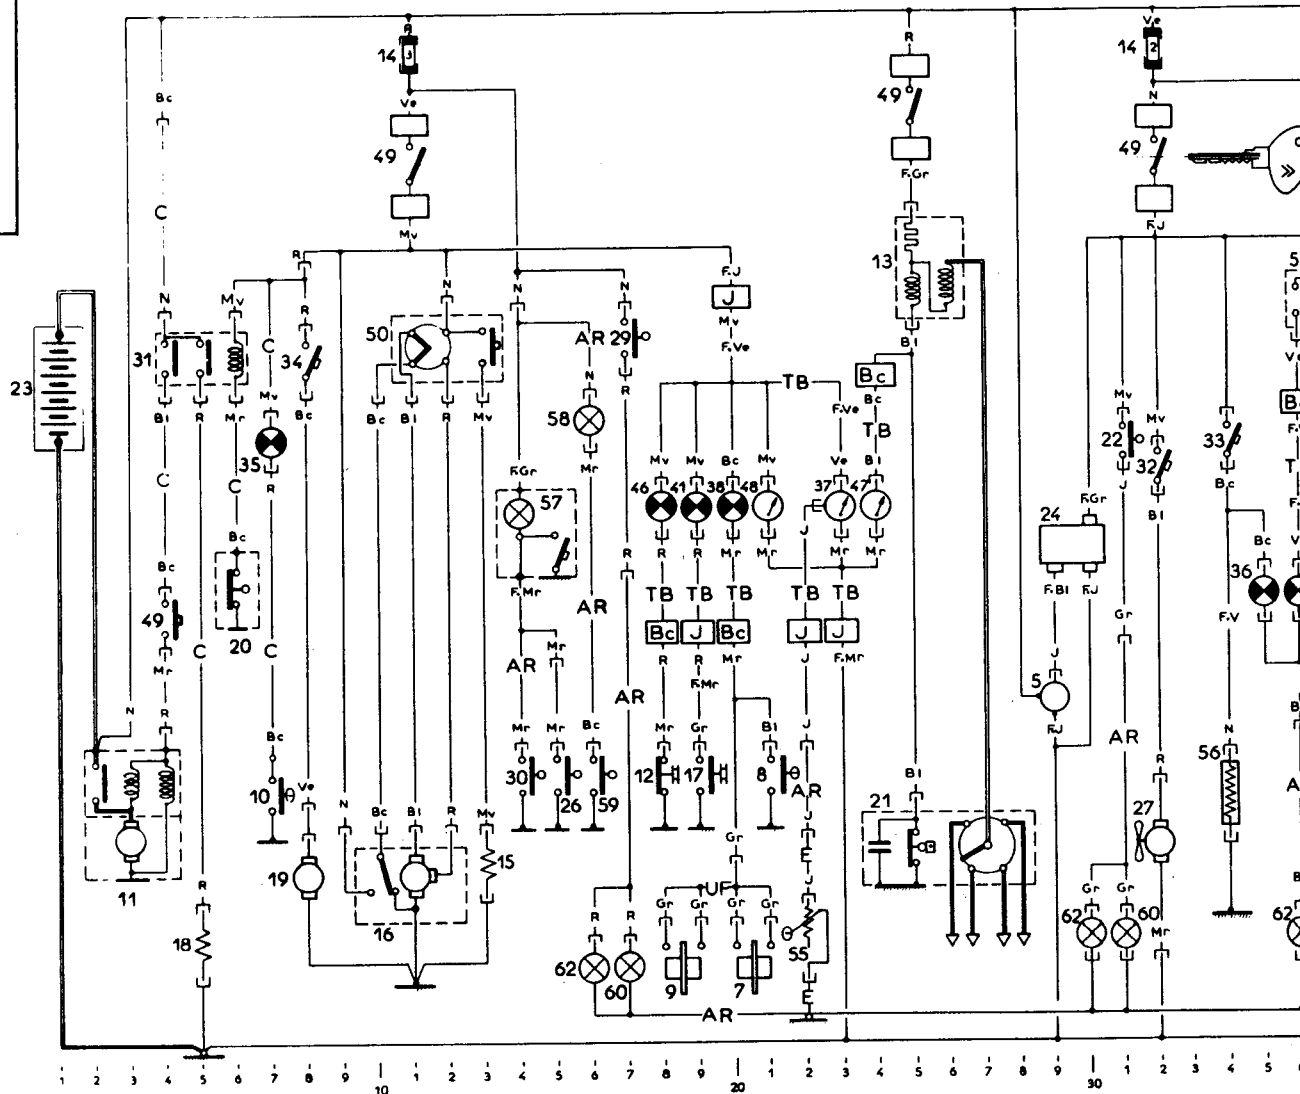 R Ve
14 3 R 14 2
Bc Ve 49 N
49 49
F.Gr
C Mv F.J
R F.J
N Mv N N N J 13
R Mv
50 AR 29 F.Ve Bl
31 C 34 TB Bc
23 N R F.Ve Bc Mv Mv
Bl R Mr Mv Bc Bc Bl R Mv 58 TB 22 33
35 Mr F.Gr Mv Mv Bc Mv Ve Bl J 32 Bc
C C R 46 41 38 48 37 47 F.Gr Bl
57 J 24
Bc R R R Mr Mr Mr Mr Bc
Bc F.Mr AR TB TB TB TB TB F.Bl F.J 36
49 Bc J Bc J J Gr F.V
20 C C Mr R R Mr J F.Mr J
Mr AR F.Mr 5
R AR
N Bc Mr Mr Bc Mr Gr Bl J F.J AR R N
10 Ve 30 26 59 12 17 8 AR Bl 56
N Bc Bl R Mv J 21 27
11 19 15 Gr E
R 16 UF J Gr Gr
18 R R Gr Gr Gr Gr 62 60 Mr 62
62 60 9 7 55
AR E
1 2 3 4 5 6 7 8 9 10 1 2 3 4 5 6 7 8 9 20 1 2 3 4 5 6 7 8 9 30 1 2 3 4 5